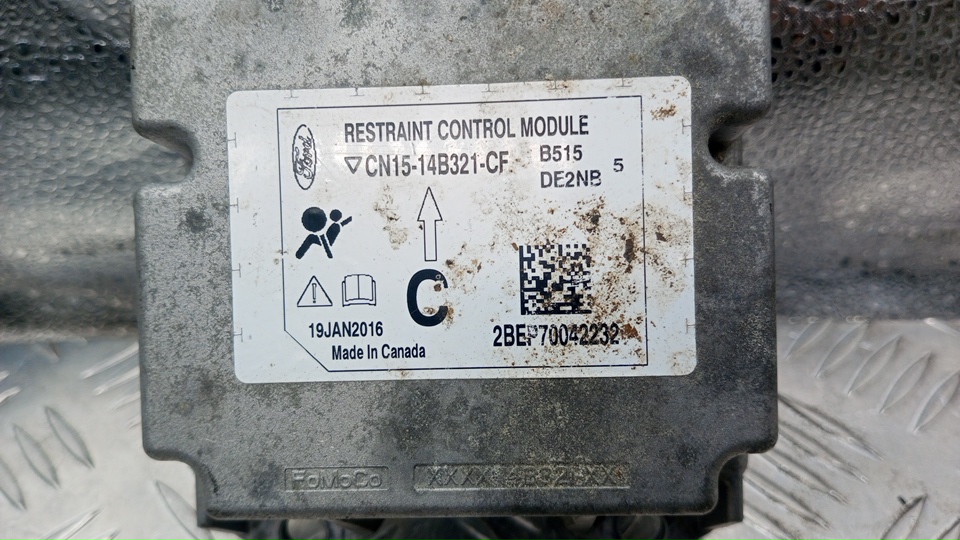 Ford
RESTRAINT CONTROL MODULE
CN15-14B321-CF
B515
DE2NB 5
C
19JAN2016
Made In Canada
2BEP70042232
FoMoCo